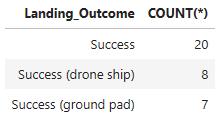 Landing_Outcome COUNT(*)
Success 20
Success (drone ship) 8
Success (ground pad) 7